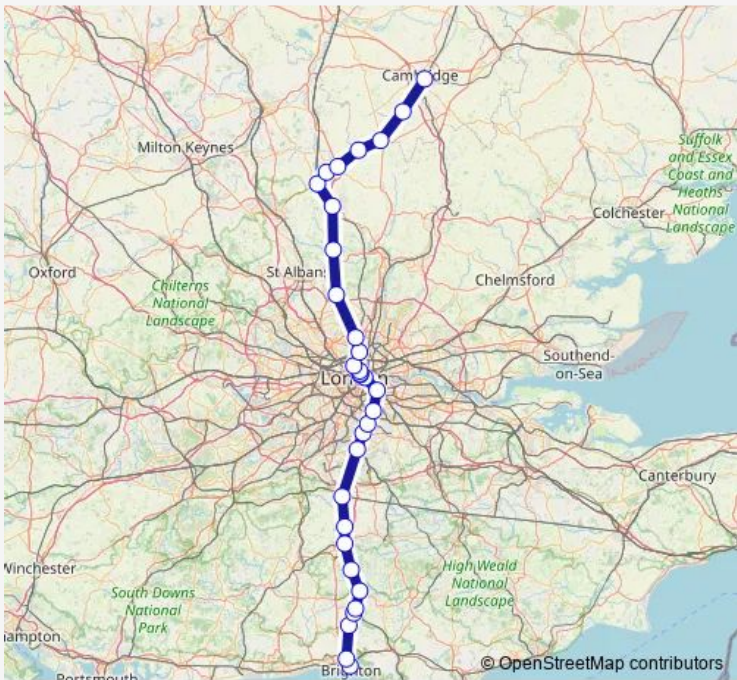 Cambridge
Milton Keynes
Suffolk
and Essex
Coast and
Heaths
National
Landscape
Colchester
Oxford
St Albans
Chelmsford
Chilterns
National
Landscape
Southend-
on-Sea
London
Canterbury
Winchester
High Weald
National
Landscape
South Downs
National
Park
hampton
Portsmouth
Brighton
© OpenStreetMap contributors